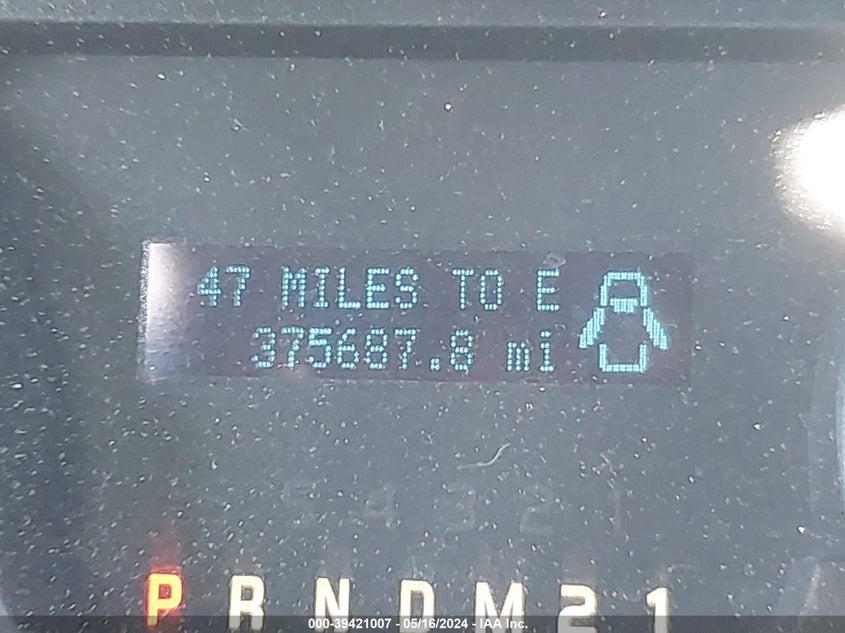 47 MILES TO E
375687.8 mi
P R N D M 2 1
000-39421007 - 05/16/2024 - IAA Inc.